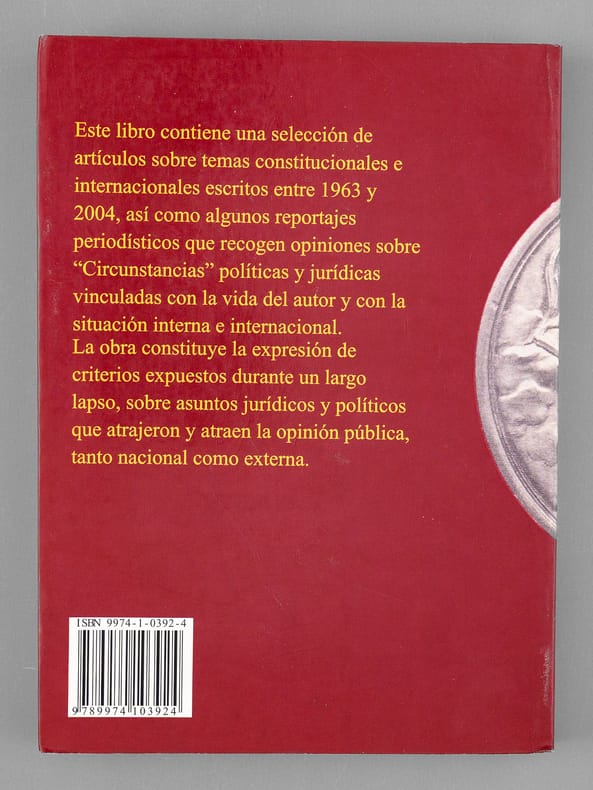 Este libro contiene una selección de
artículos sobre temas constitucionales e
internacionales escritos entre 1963 y
2004, así como algunos reportajes
periodísticos que recogen opiniones sobre
“Circunstancias” políticas y jurídicas
vinculadas con la vida del autor y con la
situación interna e internacional.
La obra constituye la expresión de
criterios expuestos durante un largo
lapso, sobre asuntos jurídicos y políticos
que atrajeron y atraen la opinión pública,
tanto nacional como externa.
ISBN 9974-1-0392-4
9789974103924